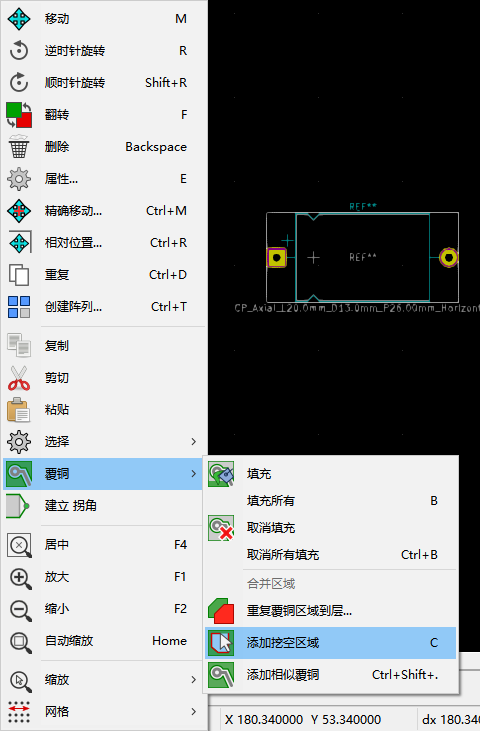 移动 M
逆时针旋转 R
顺时针旋转 Shift+R
翻转 F
删除 Backspace
属性... E
精确移动... Ctrl+M
相对位置... Ctrl+R
重复 Ctrl+D
创建阵列... Ctrl+T
复制
剪切
粘贴
选择
覆铜
建立 拐角
居中 F4
放大 F1
缩小 F2
自动缩放 Home
缩放
网格
填充
填充所有 B
取消填充
取消所有填充 Ctrl+B
合并区域
重复覆铜区域到层...
添加挖空区域 C
添加相似覆铜 Ctrl+Shift+.
REF**
REF**
CP_Axial_L20.0mm_D13.0mm_P26.00mm_Horizont
X 180.340000 Y 53.340000 dx 180.3400